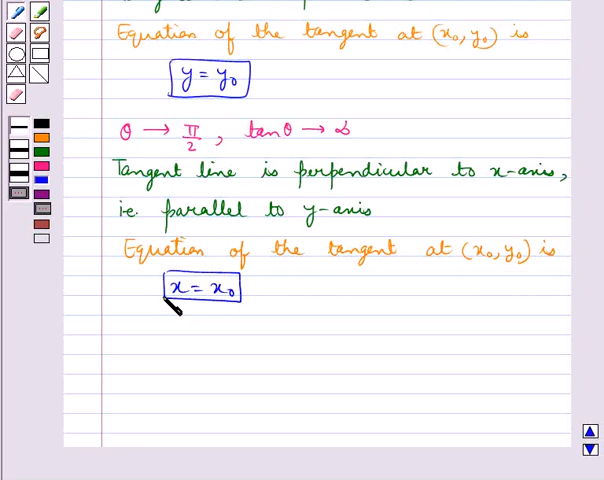 Equation of the tangent at (x₀, y₀) is
y = y₀
θ → π/2 , tanθ → ∞
Tangent line is perpendicular to x-axis,
i.e. parallel to y-axis
Equation of the tangent at (x₀, y₀) is
x = x₀